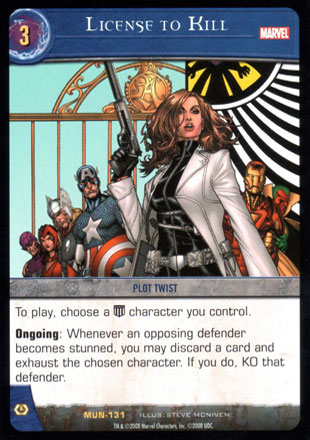 License to Kill
3
MARVEL
PLOT TWIST
To play, choose a character you control.
Ongoing: Whenever an opposing defender
becomes stunned, you may discard a card and
exhaust the chosen character. If you do, KO that
defender.
MUN-131 ILLUS: STEVE MCNIVEN
TM & ©2008 Marvel Characters, Inc. ©2008 UDC.